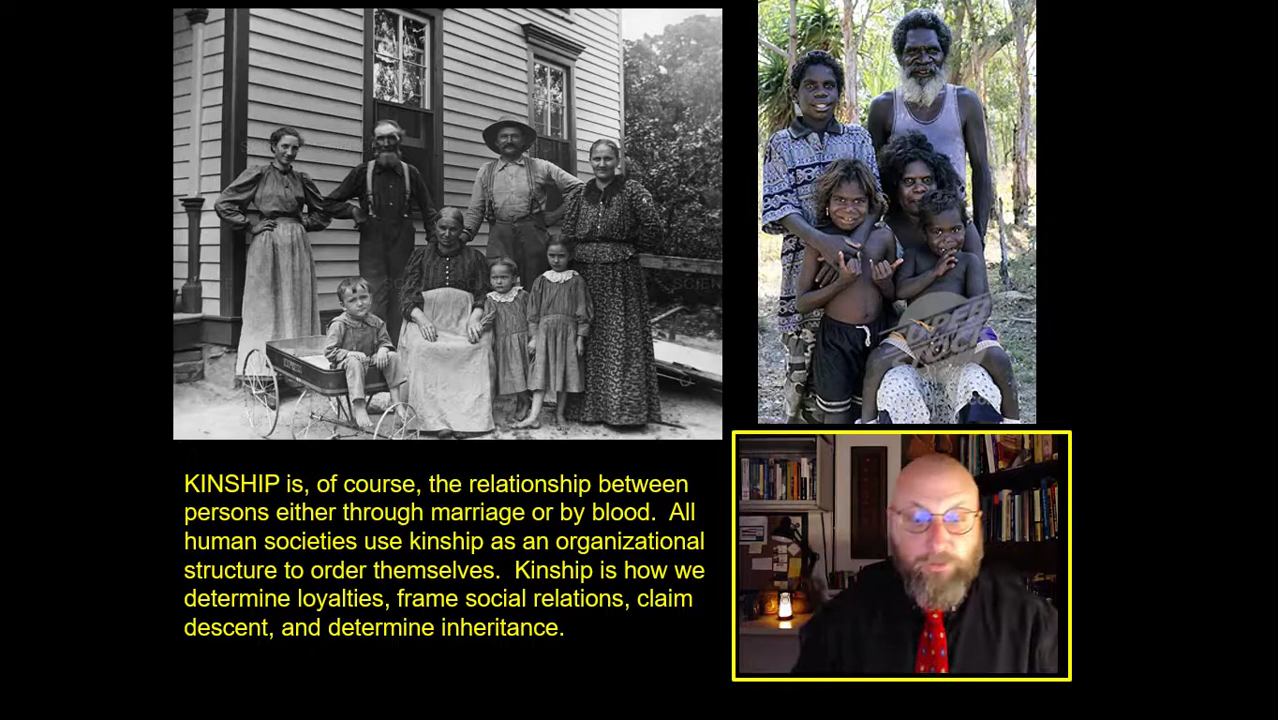 KINSHIP is, of course, the relationship between
persons either through marriage or by blood.  All
human societies use kinship as an organizational
structure to order themselves.  Kinship is how we
determine loyalties, frame social relations, claim
descent, and determine inheritance.